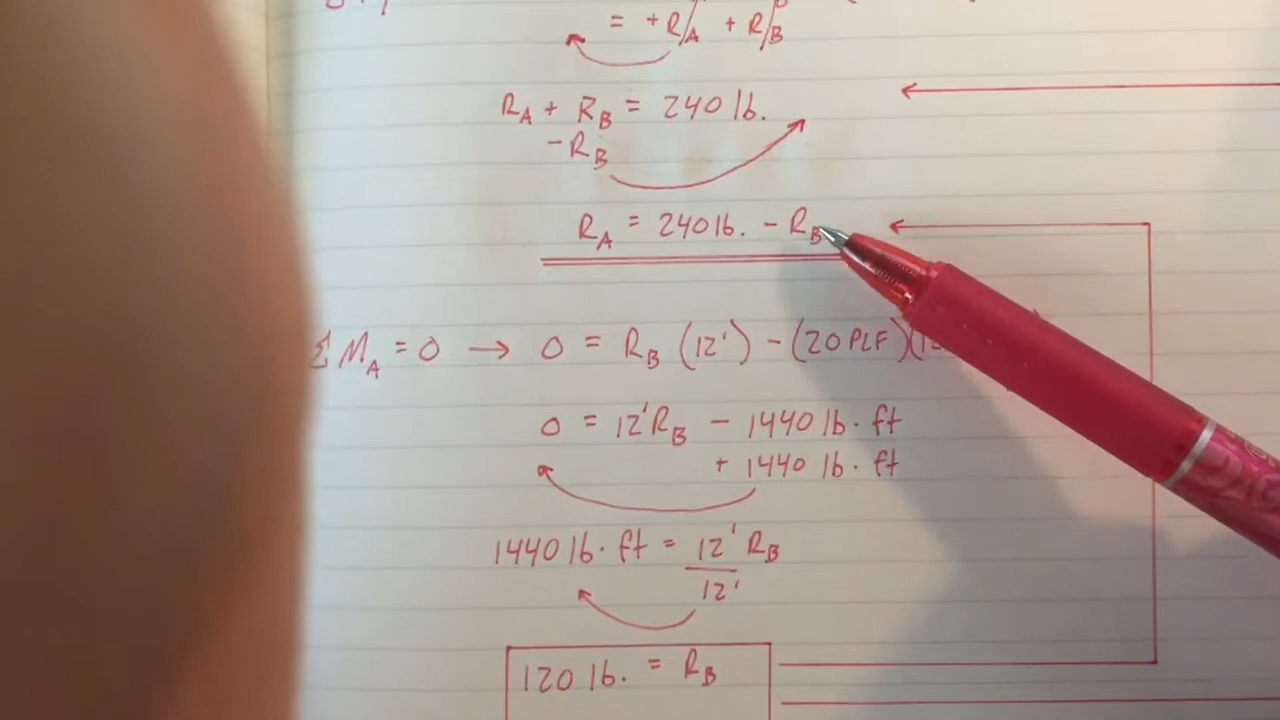 = +R/A + R/B
RA + RB = 240 lb.
-RB
RA = 240 lb. - RB
ΣMA = 0 → 0 = RB (12') - (20 PLF)(
0 = 12'RB - 1440 lb·ft
+ 1440 lb·ft
1440 lb·ft = 12' RB
12'
120 lb. = RB